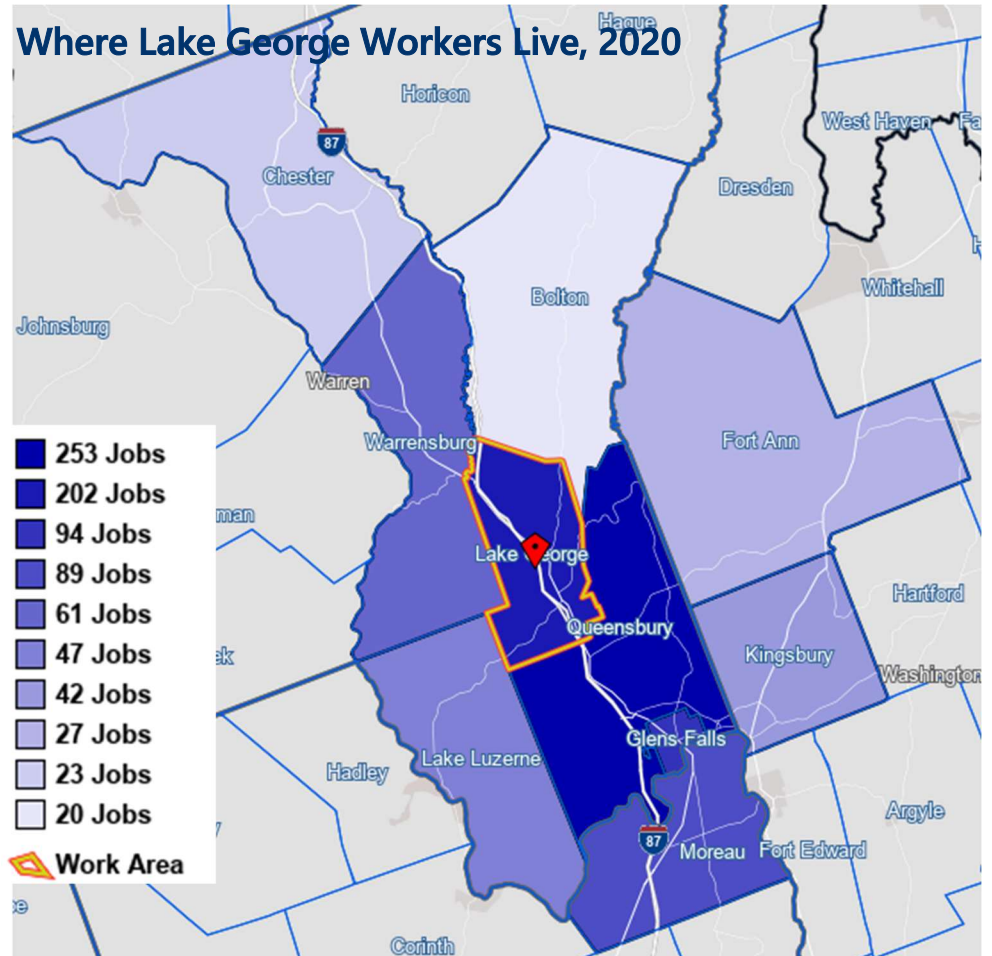 Where Lake George Workers Live, 2020
Hague
Horicon
West Haven
Fa
87
Chester
Dresden
Bolton
Whitehall
Johnsburg
Warren
Warrensburg
Fort Ann
253 Jobs
202 Jobs
94 Jobs
89 Jobs
61 Jobs
47 Jobs
42 Jobs
27 Jobs
23 Jobs
20 Jobs
Work Area
man
Lake George
Hartford
Queensbury
ek
Kingsbury
Washington
Glens Falls
Lake Luzerne
Hadley
Argyle
87
Moreau
Fort Edward
Corinth